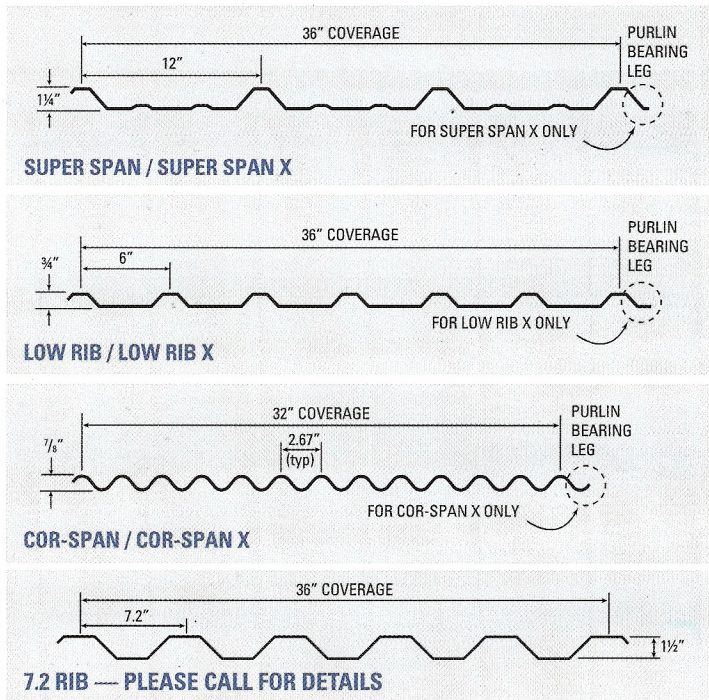 36″ COVERAGE
PURLIN
BEARING
LEG
12″
1¼″
FOR SUPER SPAN X ONLY
SUPER SPAN / SUPER SPAN X
36″ COVERAGE
PURLIN
BEARING
LEG
6″
¾″
FOR LOW RIB X ONLY
LOW RIB / LOW RIB X
32″ COVERAGE
PURLIN
BEARING
LEG
2.67″
(typ)
⅞″
FOR COR-SPAN X ONLY
COR-SPAN / COR-SPAN X
36″ COVERAGE
7.2″
1½″
7.2 RIB — PLEASE CALL FOR DETAILS